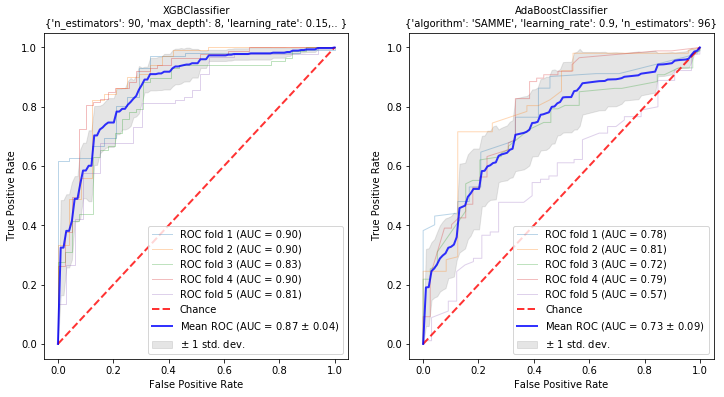 XGBClassifier
{'n_estimators': 90, 'max_depth': 8, 'learning_rate': 0.15,.. }
True Positive Rate
1.0
0.8
0.6
0.4
0.2
0.0
ROC fold 1 (AUC = 0.90)
ROC fold 2 (AUC = 0.90)
ROC fold 3 (AUC = 0.83)
ROC fold 4 (AUC = 0.90)
ROC fold 5 (AUC = 0.81)
Chance
Mean ROC (AUC = 0.87 ± 0.04)
± 1 std. dev.
0.0 0.2 0.4 0.6 0.8 1.0
False Positive Rate
AdaBoostClassifier
{'algorithm': 'SAMME', 'learning_rate': 0.9, 'n_estimators': 96}
True Positive Rate
1.0
0.8
0.6
0.4
0.2
0.0
ROC fold 1 (AUC = 0.78)
ROC fold 2 (AUC = 0.81)
ROC fold 3 (AUC = 0.72)
ROC fold 4 (AUC = 0.79)
ROC fold 5 (AUC = 0.57)
Chance
Mean ROC (AUC = 0.73 ± 0.09)
± 1 std. dev.
0.0 0.2 0.4 0.6 0.8 1.0
False Positive Rate